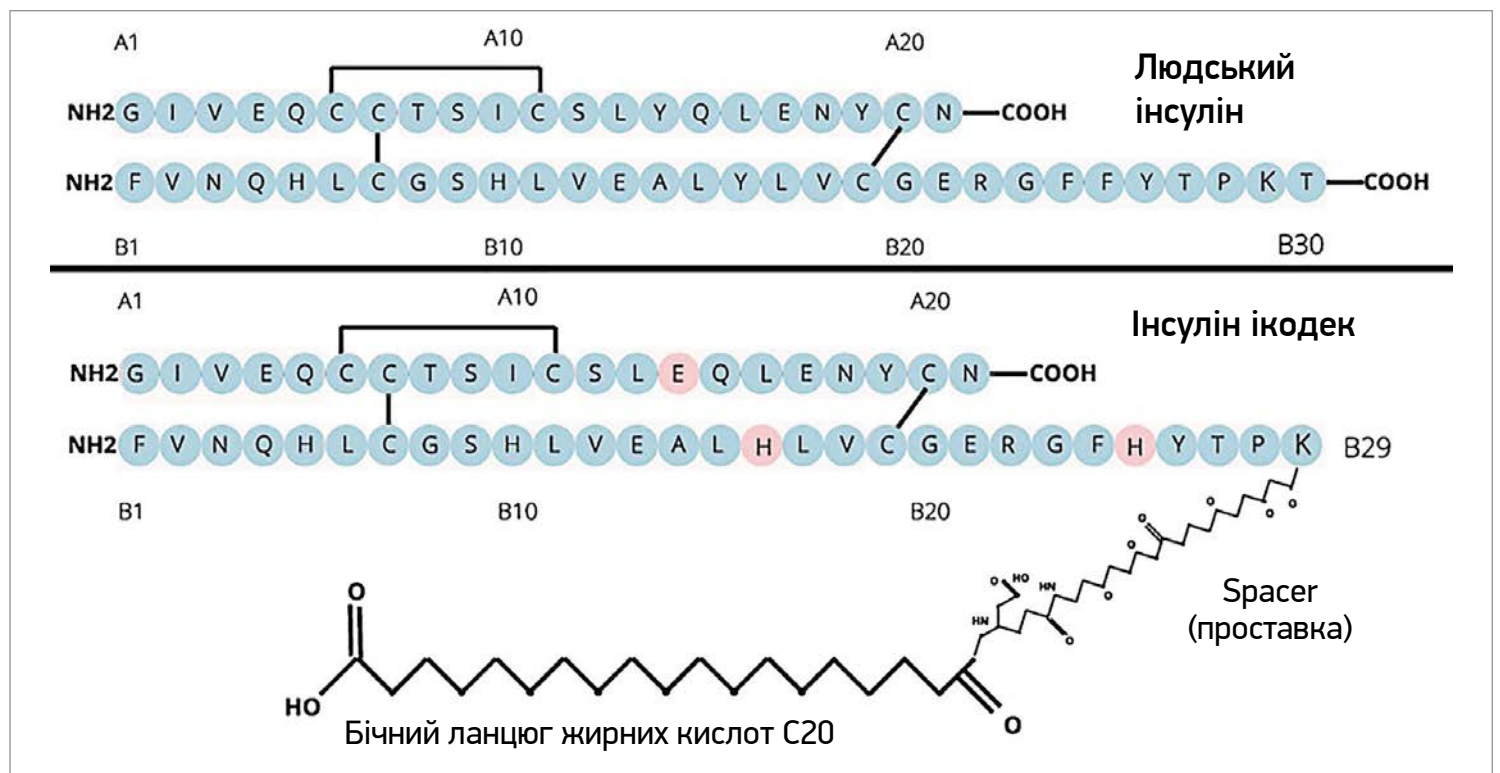 A1 A10 A20
Людський
інсулін
NH2 G I V E Q C C T S I C S L Y Q L E N Y C N COOH
NH2 F V N Q H L C G S H L V E A L Y L V C G E R G F F Y T P K T COOH
B1 B10 B20 B30
A1 A10 A20
Інсулін ікодек
NH2 G I V E Q C C T S I C S L E Q L E N Y C N COOH
NH2 F V N Q H L C G S H L V E A L H L V C G E R G F H Y T P K B29
B1 B10 B20
O O O O
O
O
O HO HN O
HN O
Spacer
(проставка)
O
HO
O
Бічний ланцюг жирних кислот C20